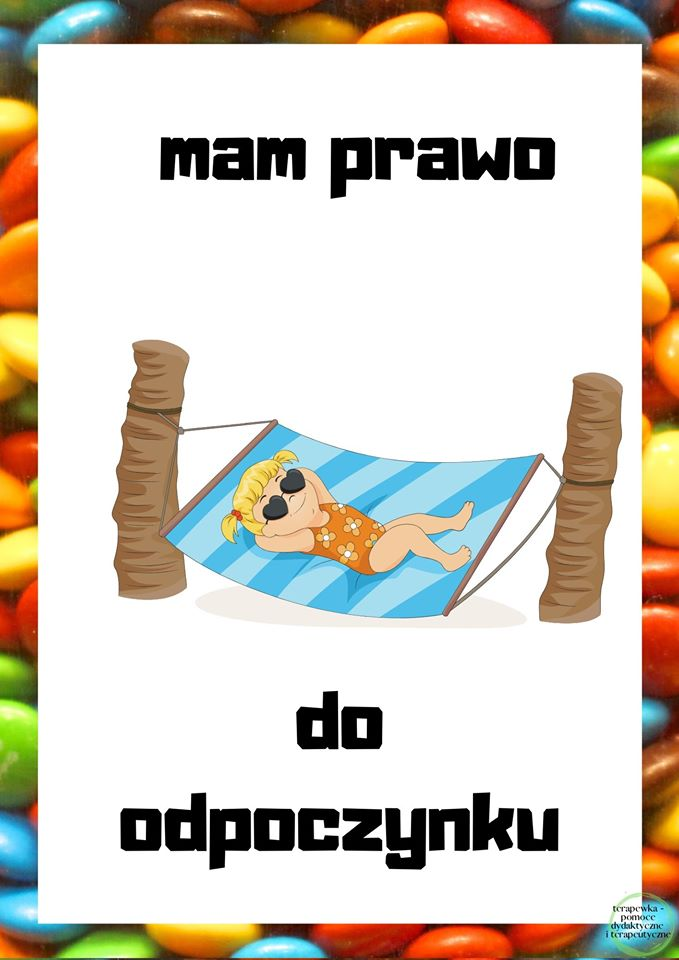 mam prawo
do
odpoczynku
terapewka -
pomoce
dydaktyczne
i terapeutyczne